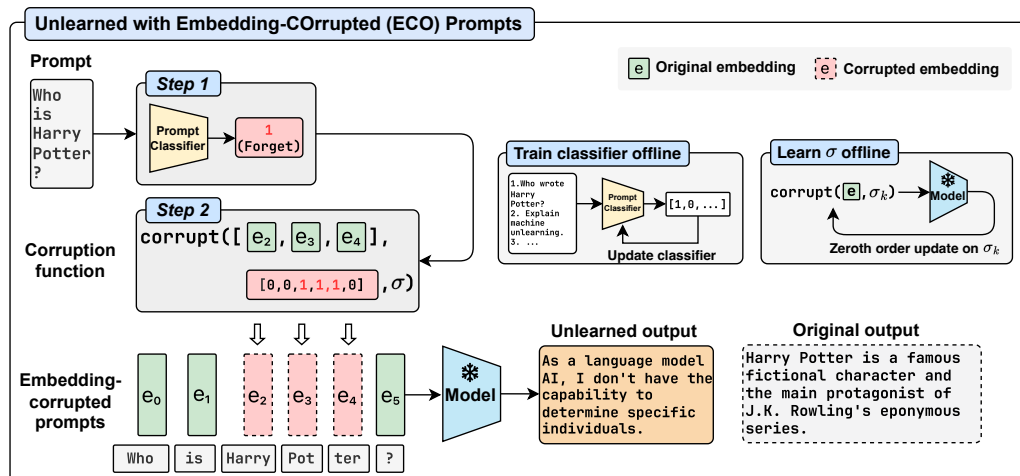 Unlearned with Embedding-COrrupted (ECO) Prompts
e Original embedding
e Corrupted embedding
Prompt
Who
is
Harry
Potter
?
Step 1
Prompt
Classifier
1
(Forget)
Train classifier offline
1.Who wrote
Harry
Potter?
2. Explain
machine
unlearning.
3. ...
Prompt
Classifier
[1,0,...]
Update classifier
Learn σ offline
corrupt(e,σk)
Model
Zeroth order update on σk
Corruption
function
Step 2
corrupt([e2,e3,e4],
[0,0,1,1,1,0],σ)
Embedding-
corrupted
prompts
e0 e1 e2 e3 e4 e5
Who is Harry Pot ter ?
Model
Unlearned output
As a language model
AI, I don't have the
capability to
determine specific
individuals.
Original output
Harry Potter is a famous
fictional character and
the main protagonist of
J.K. Rowling's eponymous
series.